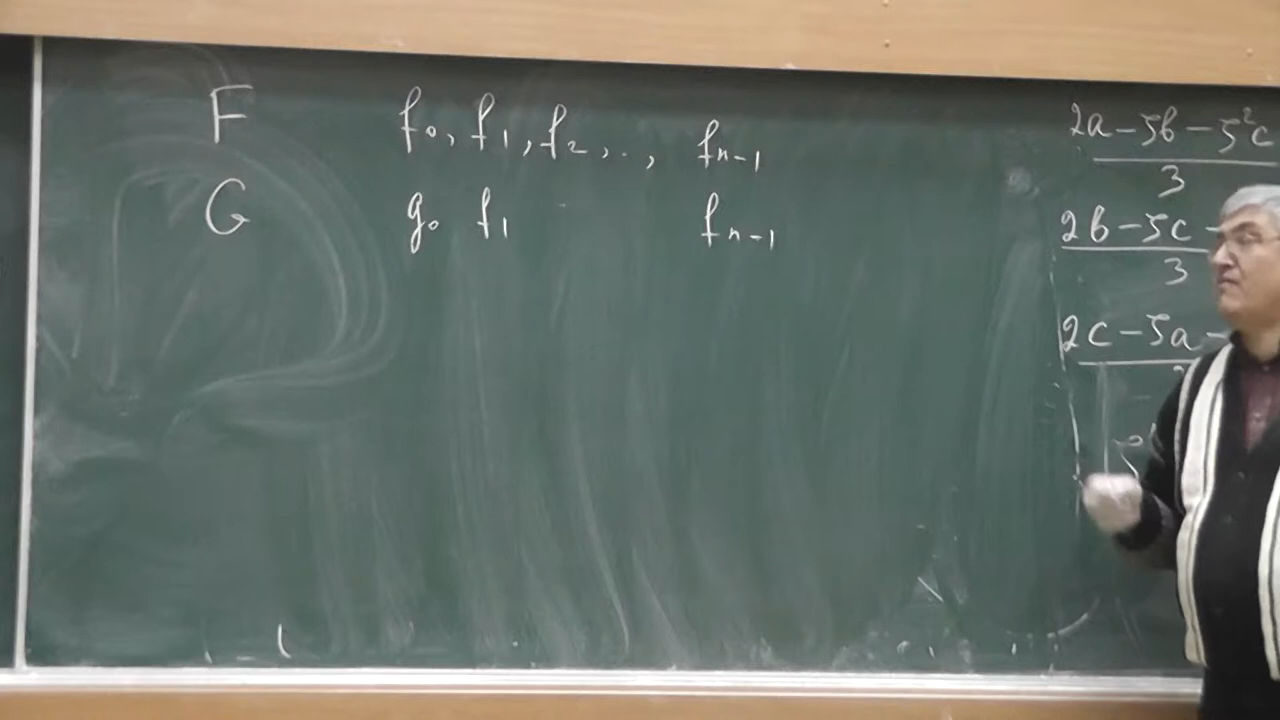 F f₀, f₁, f₂, .., fₙ₋₁
G g₀ f₁ fₙ₋₁
2a-5b-5²c
3
2b-5c-
3
2c-5a-